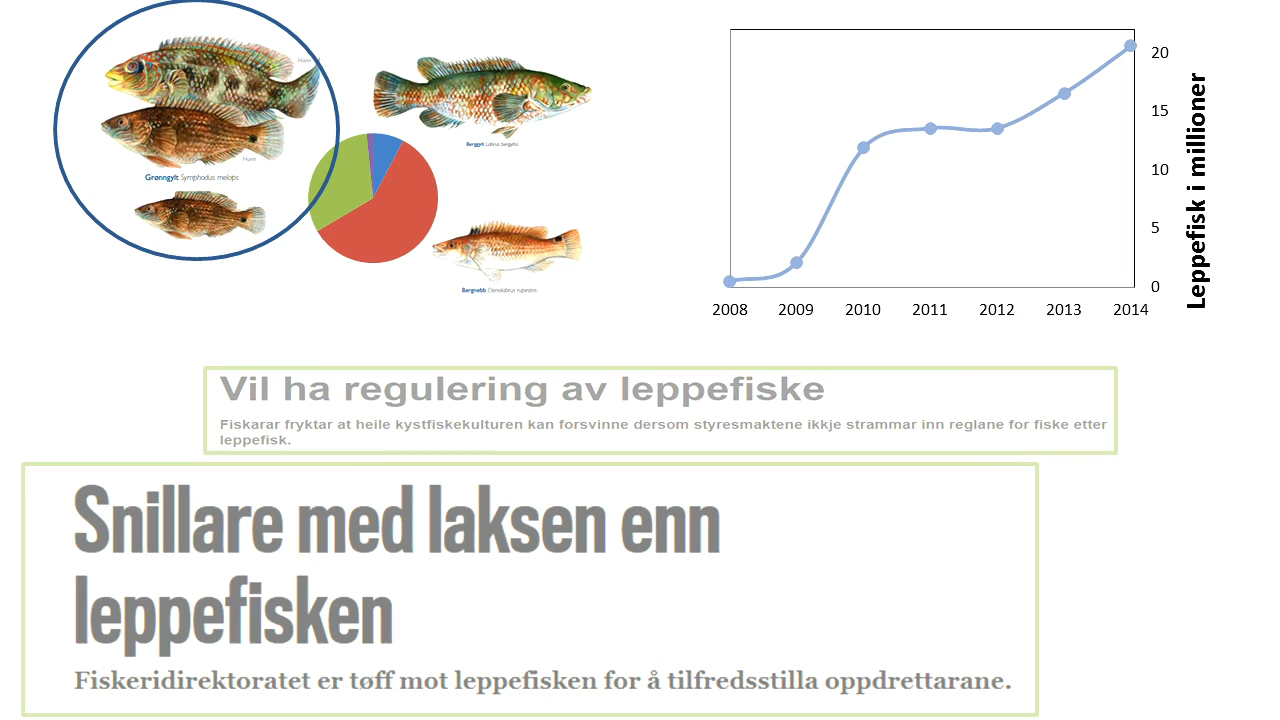 Hann
Hunn
Grønngylt Symphodus melops
Berggylt Labrus bergylta
Bergnebb Ctenolabrus rupestris
20
15
10
5
0
Leppefisk i millioner
2008 2009 2010 2011 2012 2013 2014
Vil ha regulering av leppefiske
Fiskarar fryktar at heile kystfiskekulturen kan forsvinne dersom styresmaktene ikkje strammar inn reglane for fiske etter
leppefisk.
Snillare med laksen enn
leppefisken
Fiskeridirektoratet er tøff mot leppefisken for å tilfredsstilla oppdrettarane.